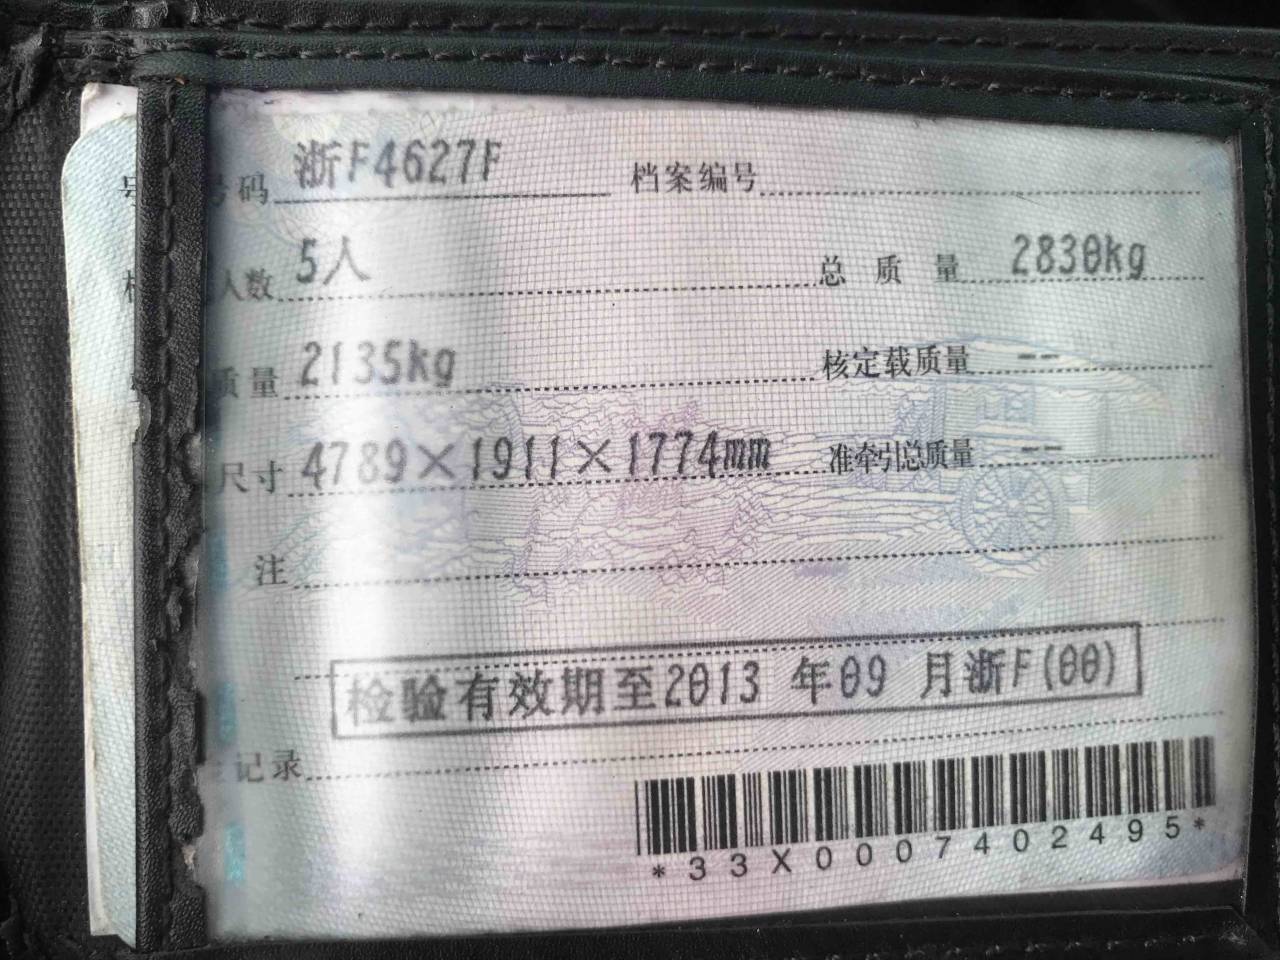 号码 浙F4627F 档案编号
人数 5人 总质量 2830kg
质量 2135kg 核定载质量 --
尺寸 4789×1911×1774mm 准牵引总质量 --
注
检验有效期至2013年09月浙F(00)
记录
*33X0007402495*